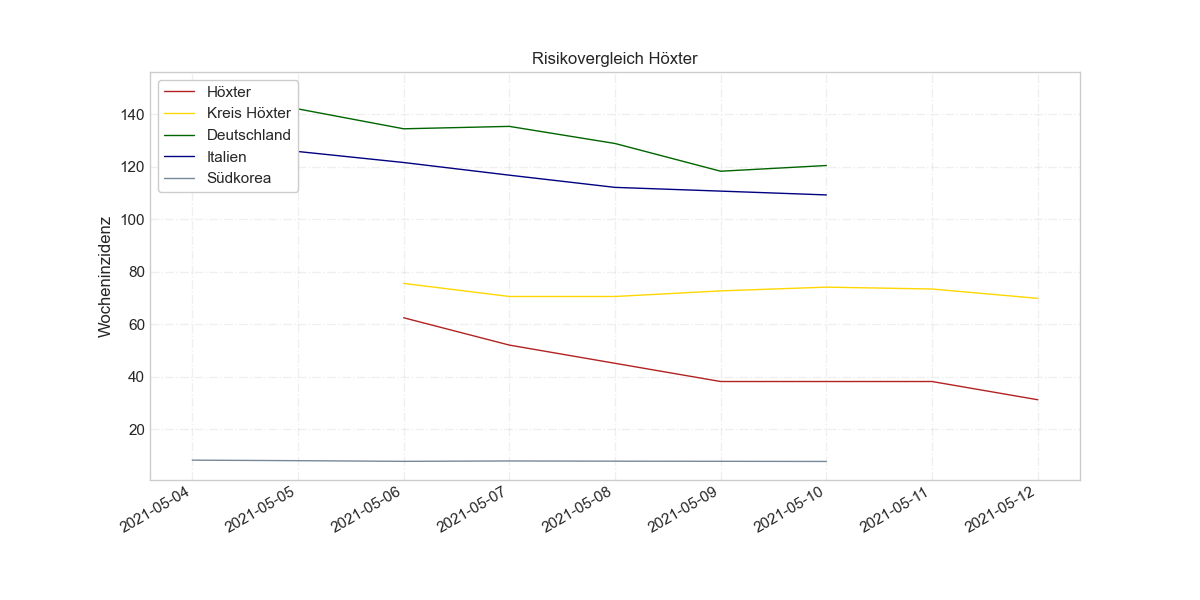 Risikovergleich Höxter
Höxter
Kreis Höxter
Deutschland
Italien
Südkorea
Wocheninzidenz
140
120
100
80
60
40
20
2021-05-04
2021-05-05
2021-05-06
2021-05-07
2021-05-08
2021-05-09
2021-05-10
2021-05-11
2021-05-12